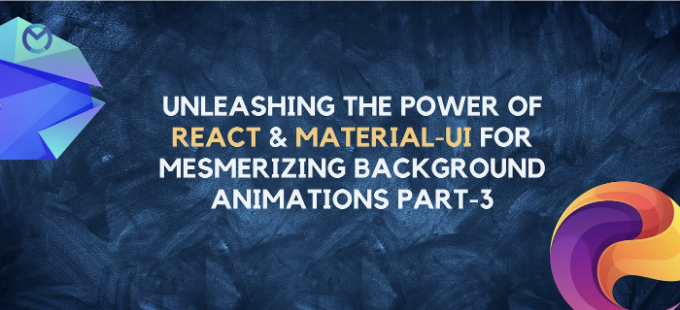 UNLEASHING THE POWER OF
REACT & MATERIAL-UI FOR
MESMERIZING BACKGROUND
ANIMATIONS PART-3